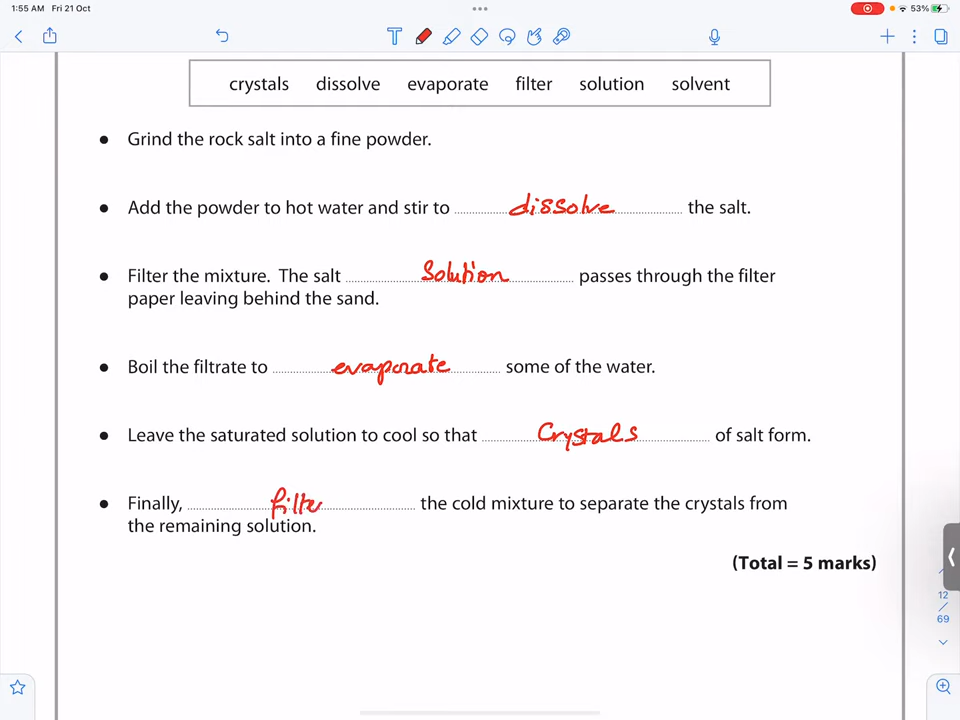 1:55 AM Fri 21 Oct
53%
crystals dissolve evaporate filter solution solvent
• Grind the rock salt into a fine powder.
• Add the powder to hot water and stir to dissolve the salt.
• Filter the mixture. The salt Solution passes through the filter
paper leaving behind the sand.
• Boil the filtrate to evaporate some of the water.
• Leave the saturated solution to cool so that Crystals of salt form.
• Finally, filter the cold mixture to separate the crystals from
the remaining solution.
(Total = 5 marks)
12
/
69